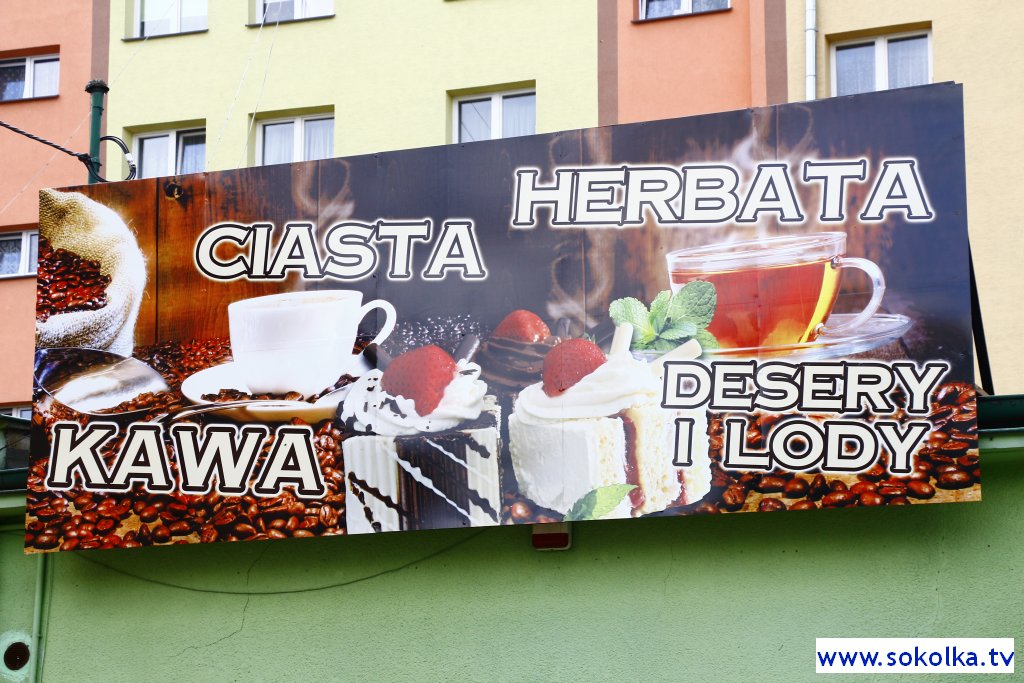 HERBATA
CIASTA
DESERY
I LODY
KAWA
www.sokolka.tv